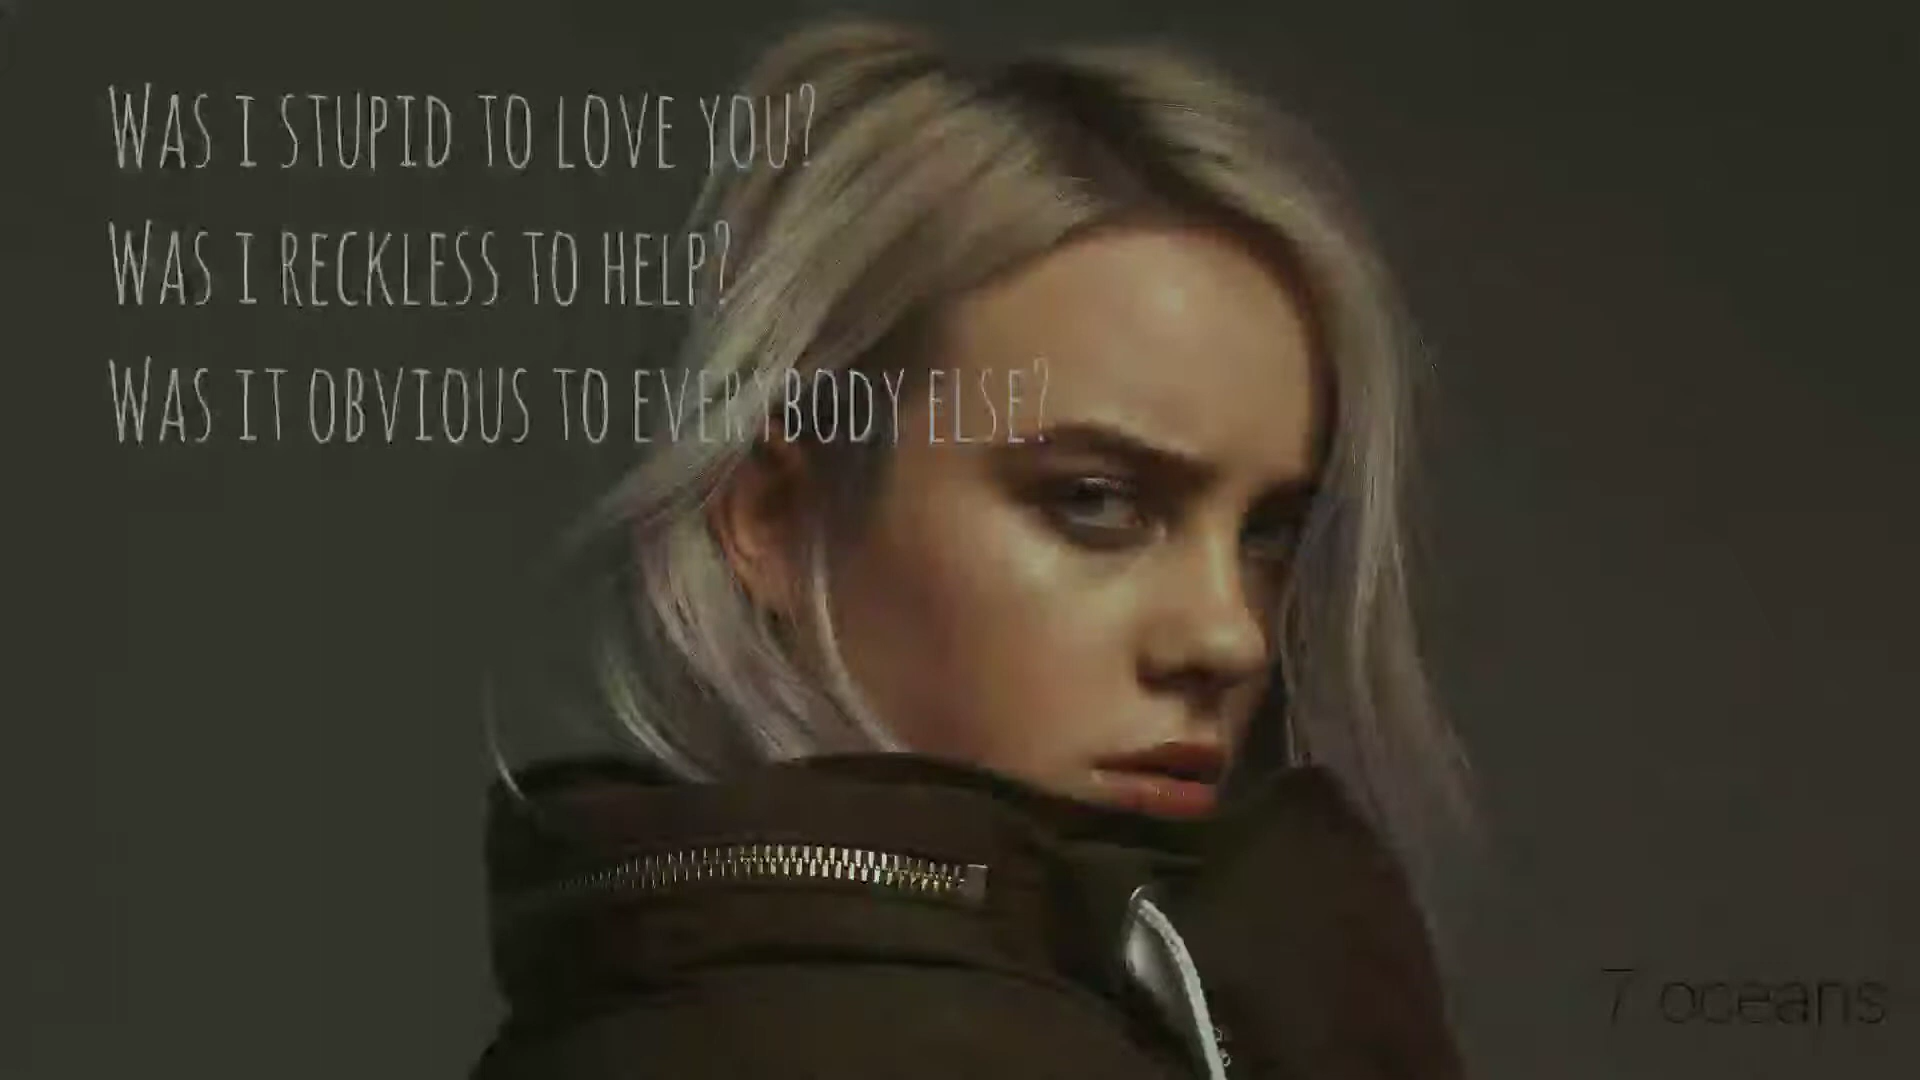 Was I stupid to love you?
Was I reckless to help?
Was it obvious to everybody else?
7 oceans